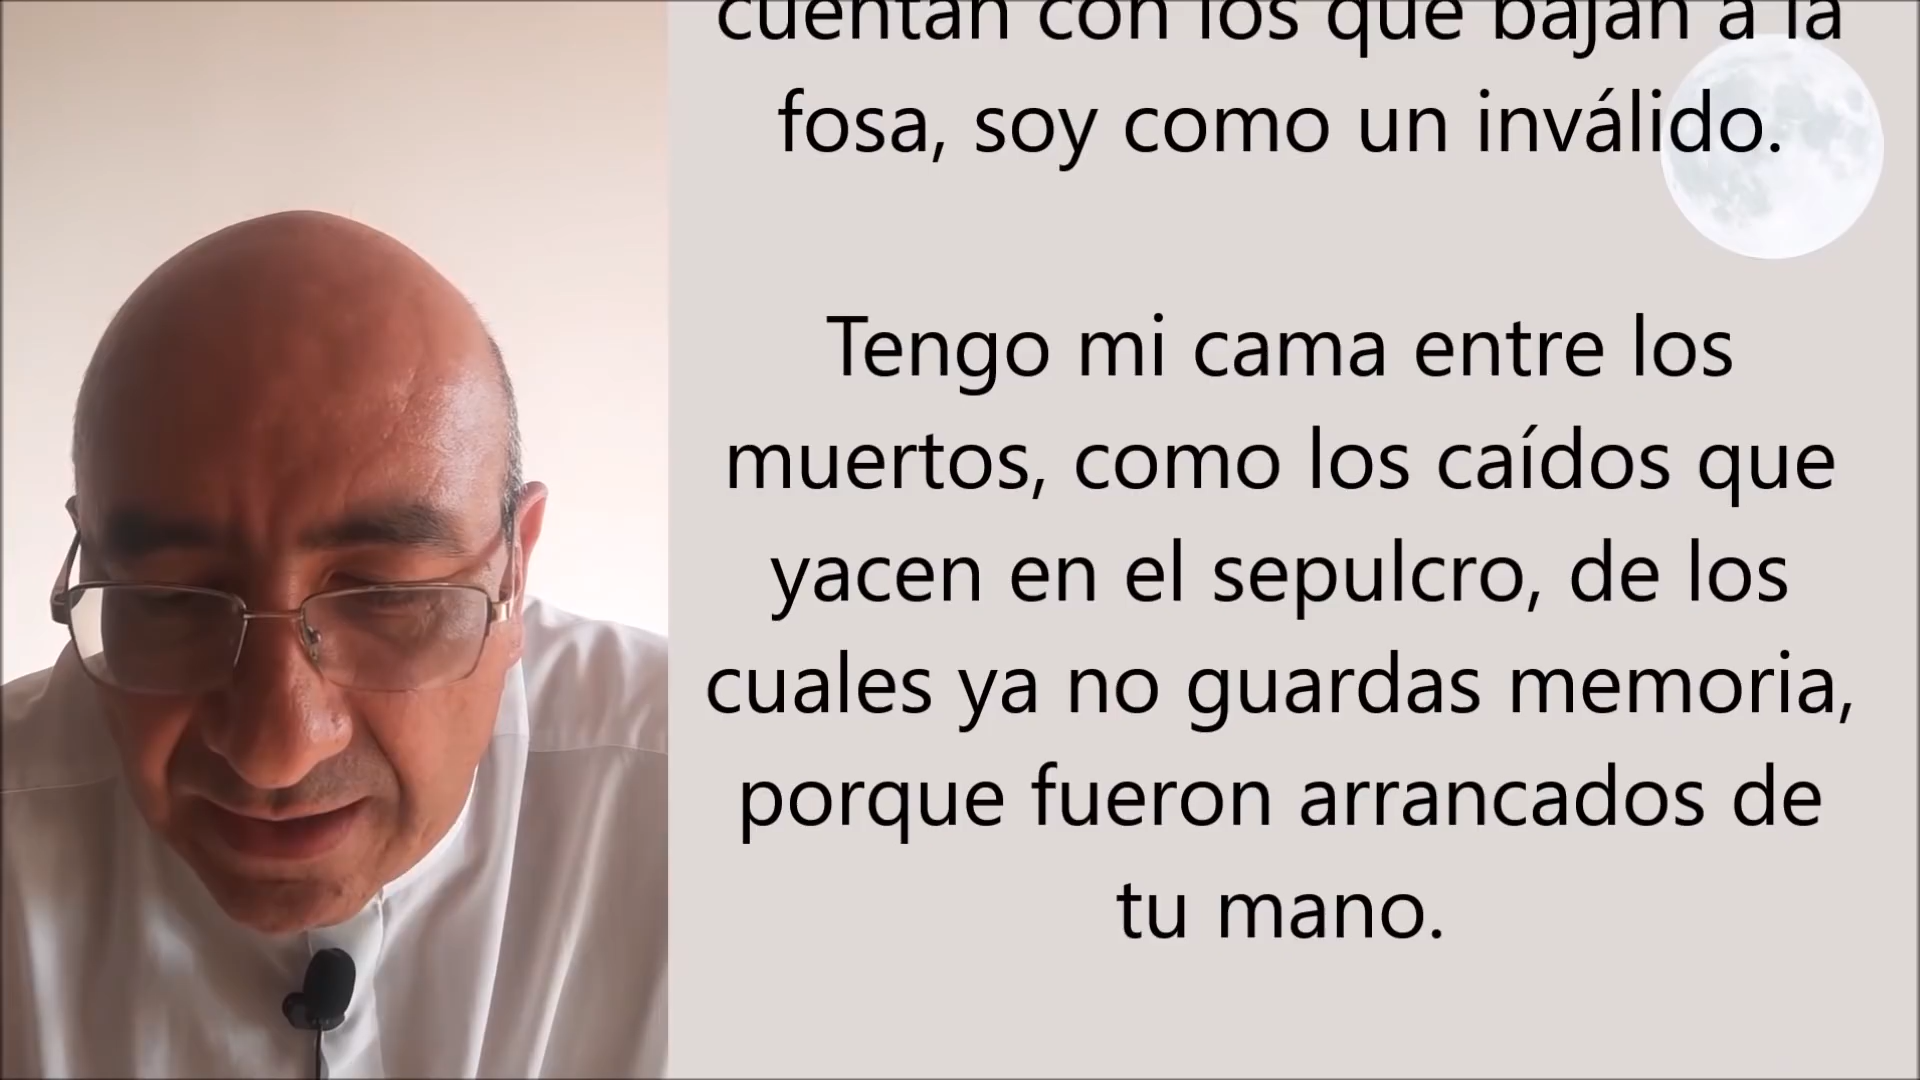 cuentan con los que bajan a la
fosa, soy como un inválido.
Tengo mi cama entre los
muertos, como los caídos que
yacen en el sepulcro, de los
cuales ya no guardas memoria,
porque fueron arrancados de
tu mano.